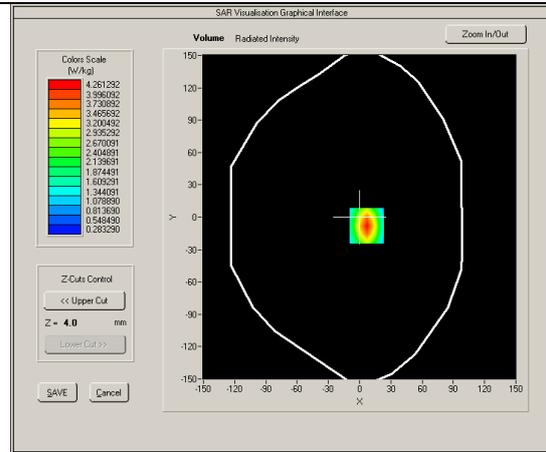 SAR Visualisation Graphical Interface
Volume Radiated Intensity
Zoom In/Out
Colors Scale
(W/kg)
4.261292
3.996092
3.730892
3.465692
3.200492
2.935292
2.670091
2.404891
2.139691
1.874491
1.609291
1.344091
1.078890
0.813690
0.548490
0.283290
Z-Cuts Control
<< Upper Cut
Z = 4.0 mm
Lower Cut >>
SAVE
Cancel
150
120
90
60
30
0
-30
-60
-90
-120
-150
Y
-150 -120 -90 -60 -30 0 30 60 90 120 150
X